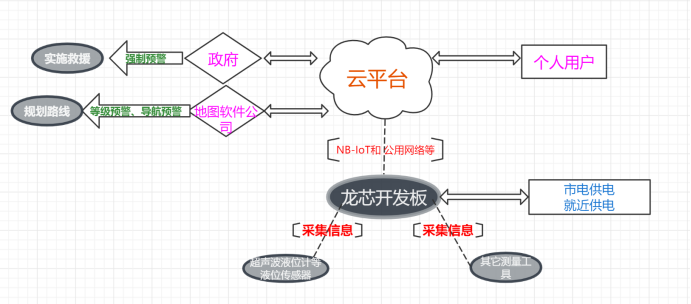 实施救援
强制预警
政府
云平台
个人用户
规划路线
等级预警、导航预警
地图软件公
司
NB-IoT和 公用网络等
龙芯开发板
市电供电
就近供电
采集信息
采集信息
超声波液位计等
液位传感器
其它测量工
具